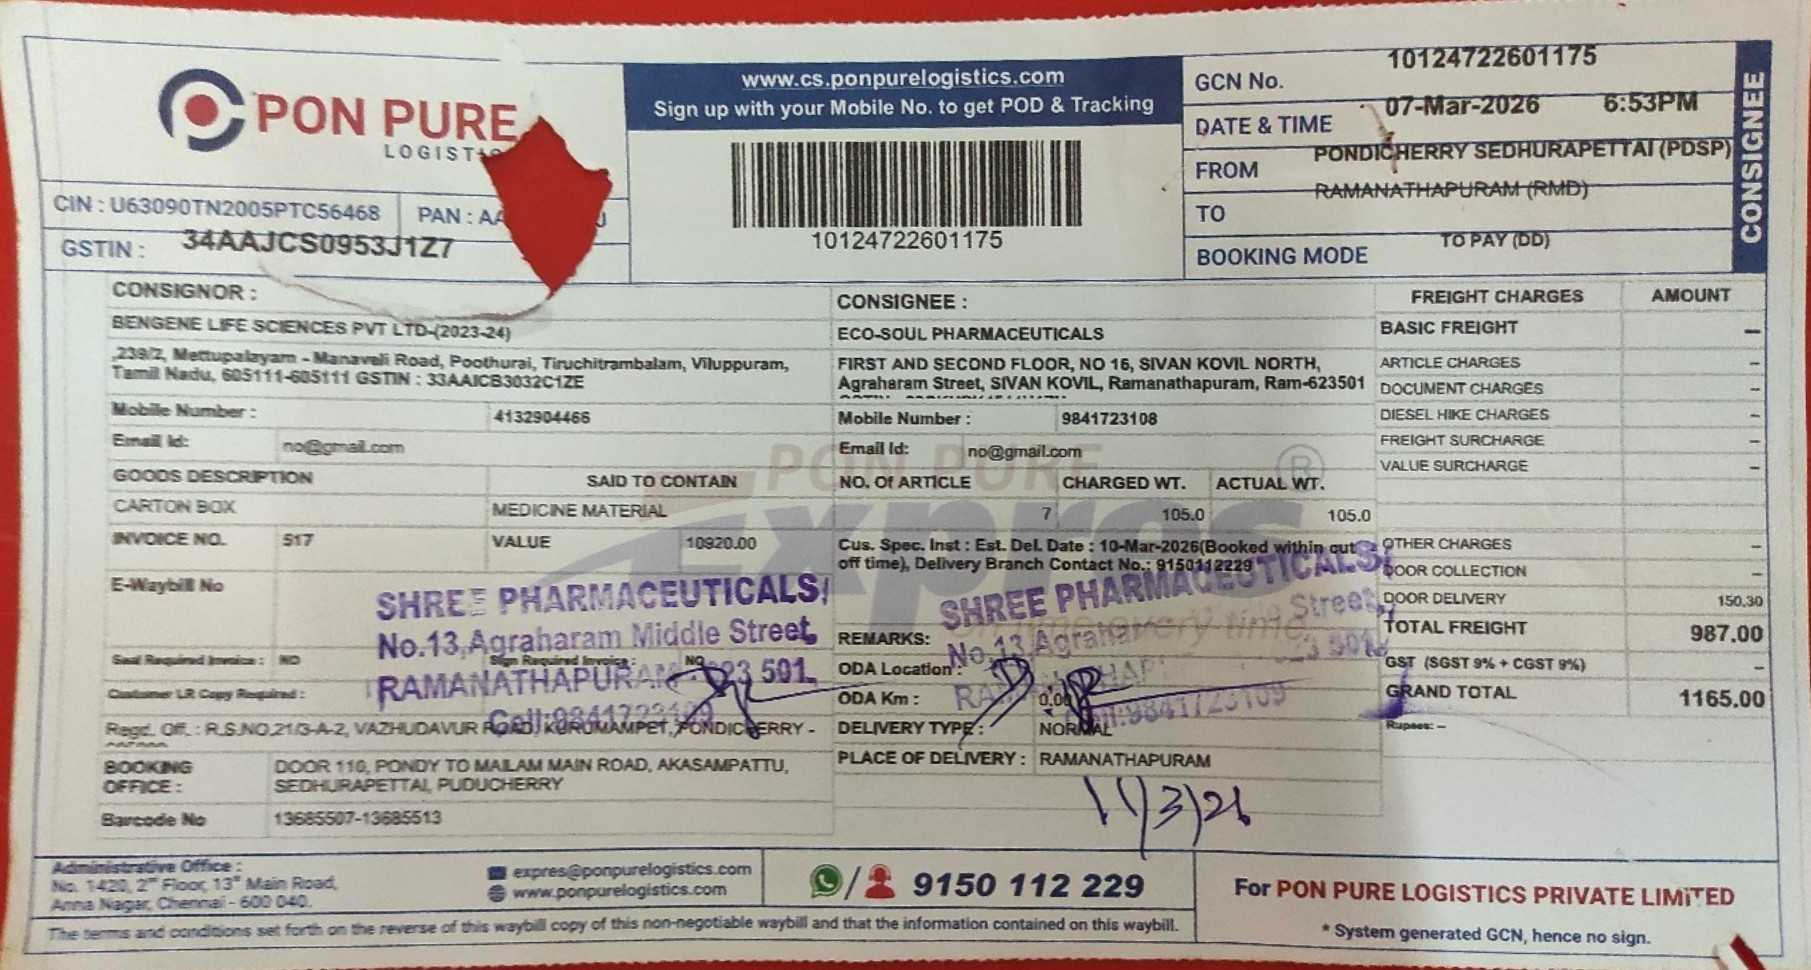 PON PURE
LOGIST
CIN : U63090TN2005PTC56468
PAN : AA
GSTIN : 34AAJCS0953J1Z7
www.cs.ponpurelogistics.com
Sign up with your Mobile No. to get POD & Tracking
10124722601175
GCN No. 10124722601175
DATE & TIME 07-Mar-2026 6:53PM
FROM PONDICHERRY SEDHURAPETTAI (PDSP)
TO RAMANATHAPURAM (RMD)
BOOKING MODE TO PAY (DD)
CONSIGNEE
CONSIGNOR :
BENGENE LIFE SCIENCES PVT LTD-(2023-24)
,239/2, Mettupalayam - Manaveli Road, Poothurai, Tiruchitrambalam, Viluppuram,
Tamil Nadu, 605111-605111 GSTIN : 33AAICB3032C1ZE
Mobile Number : 4132904466
Email Id: no@gmail.com
GOODS DESCRIPTION SAID TO CONTAIN
CARTON BOX MEDICINE MATERIAL
INVOICE NO. 517 VALUE 10920.00
E-Waybill No
Seal Required Invoice : NO Sign Required Invoice : NO
Customer LR Copy Required :
Regd. Off. : R.S.NO.21/3-A-2, VAZHUDAVUR ROAD, KURUMAMPET, PONDICHERRY -
BOOKING OFFICE : DOOR 110, PONDY TO MAILAM MAIN ROAD, AKASAMPATTU,
SEDHURAPETTAI, PUDUCHERRY
Barcode No 13685507-13685513
CONSIGNEE :
ECO-SOUL PHARMACEUTICALS
FIRST AND SECOND FLOOR, NO 16, SIVAN KOVIL NORTH,
Agraharam Street, SIVAN KOVIL, Ramanathapuram, Ram-623501
Mobile Number : 9841723108
Email Id: no@gmail.com
NO. Of ARTICLE CHARGED WT. ACTUAL WT.
7 105.0 105.0
Cus. Spec. Inst : Est. Del. Date : 10-Mar-2026(Booked within cut
off time), Delivery Branch Contact No.: 9150112229
REMARKS:
ODA Location :
ODA Km : 0.00
DELIVERY TYPE : NORMAL
PLACE OF DELIVERY : RAMANATHAPURAM
11/3/26
FREIGHT CHARGES AMOUNT
BASIC FREIGHT –
ARTICLE CHARGES –
DOCUMENT CHARGES –
DIESEL HIKE CHARGES –
FREIGHT SURCHARGE –
VALUE SURCHARGE –
OTHER CHARGES –
DOOR COLLECTION –
DOOR DELIVERY 150.30
TOTAL FREIGHT 987.00
GST (SGST 9% + CGST 9%) –
GRAND TOTAL 1165.00
Rupees: –
PON PURE
Expres
®
SHREE PHARMACEUTICALS
No.13, Agraharam Middle Street,
RAMANATHAPURAM 623 501.
Cell:9841723109
SHREE PHARMACEUTICALS
No.13, Agraharam Street,
Cell:9841723109
Administrative Office :
No. 1420, 2nd Floor, 13th Main Road,
Anna Nagar, Chennai - 600 040.
expres@ponpurelogistics.com
www.ponpurelogistics.com
9150 112 229
The terms and conditions set forth on the reverse of this waybill copy of this non-negotiable waybill and that the information contained on this waybill.
For PON PURE LOGISTICS PRIVATE LIMITED
* System generated GCN, hence no sign.